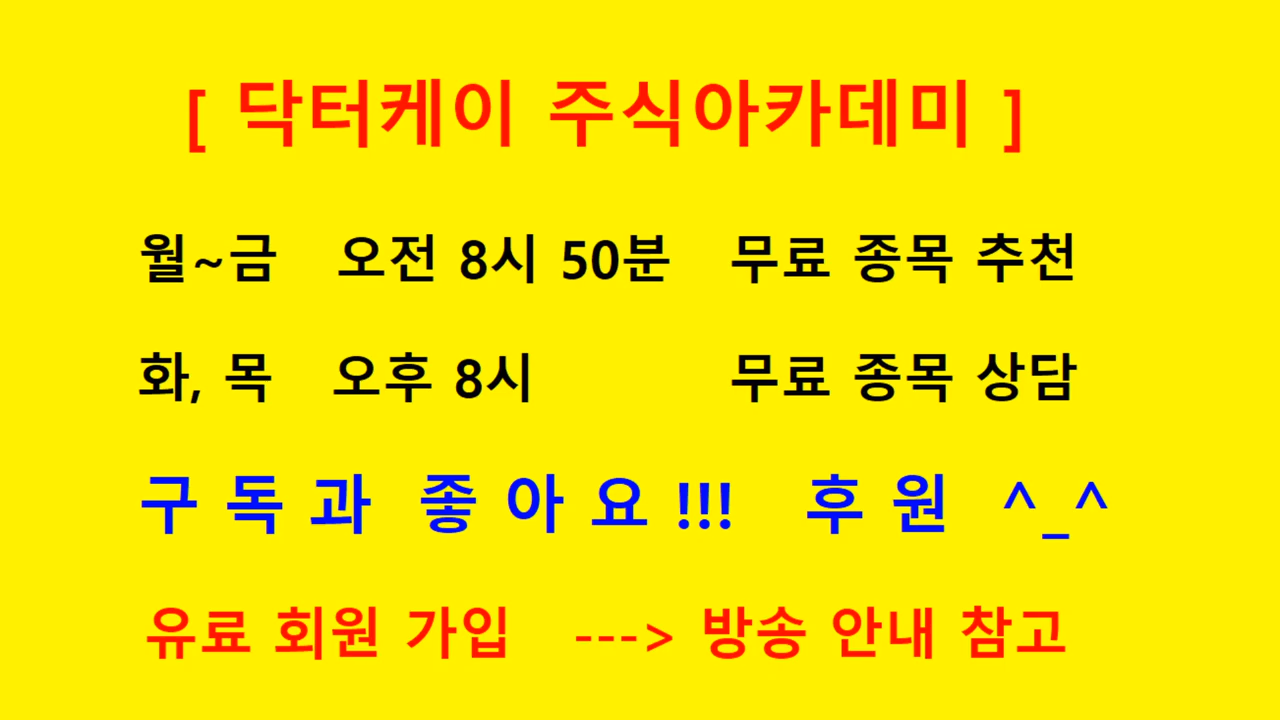 [ 닥터케이 주식아카데미 ]
월~금 오전 8시 50분 무료 종목 추천
화, 목 오후 8시 무료 종목 상담
구 독 과 좋 아 요 !!! 후 원 ^_^
유료 회원 가입 ---> 방송 안내 참고